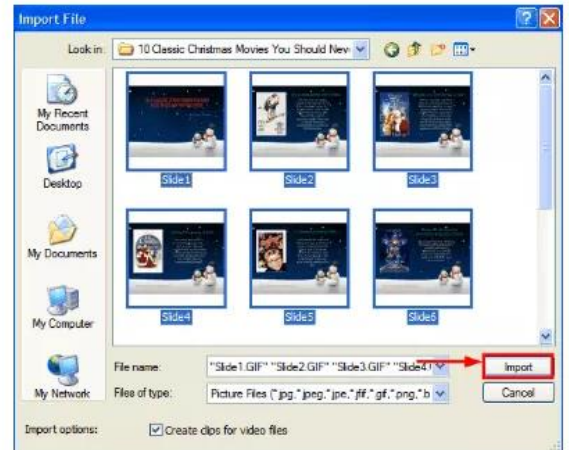 Import File
Look in: 10 Classic Christmas Movies You Should Nev
My Recent
Documents
Desktop
My Documents
My Computer
My Network
Slide1
Slide2
Slide3
Slide4
Slide5
Slide6
File name: "Slide1.GIF" "Slide2.GIF" "Slide3.GIF" "Slide4.
Import
Files of type: Picture Files (*.jpg,*.jpeg,*.jpe,*.jfif,*.gif,*.png,*.b
Cancel
Import options: Create clips for video files